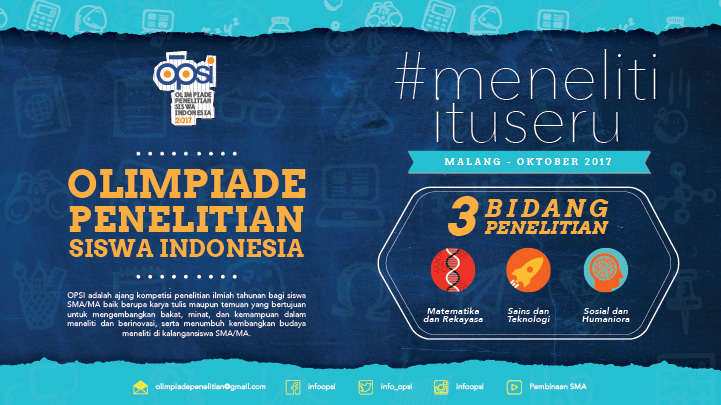 opsi
OLIMPIADE
PENELITIAN
SISWA
INDONESIA
2017
OLIMPIADE
PENELITIAN
SISWA INDONESIA
OPSI adalah ajang kompetisi penelitian ilmiah tahunan bagi siswa
SMA/MA baik berupa karya tulis maupun temuan yang bertujuan
untuk mengembangkan bakat, minat, dan kemampuan dalam
meneliti dan berinovasi, serta menumbuh kembangkan budaya
meneliti di kalangansiswa SMA/MA.
#meneliti
ituseru
MALANG - OKTOBER 2017
3 BIDANG
PENELITIAN
Matematika
dan Rekayasa
Sains dan
Teknologi
Sosial dan
Humaniora
olimpiadepenelitian@gmail.com
infoopsi
info_opsi
infoopsi
Pembinaan SMA